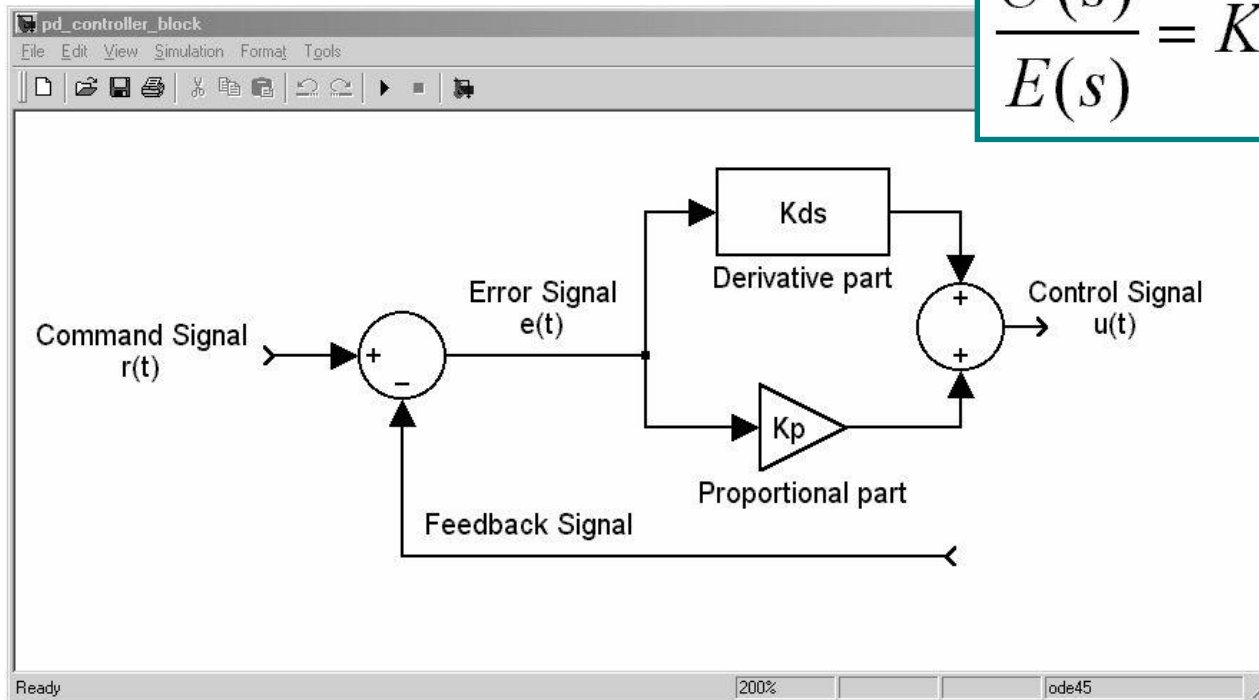 pd_controller_block
File Edit View Simulation Format Tools
(s)
= K
E(s)
Kds
Derivative part
Error Signal
e(t)
Command Signal
r(t)
+
−
+
+
Control Signal
u(t)
Kp
Proportional part
Feedback Signal
Ready 200% ode45